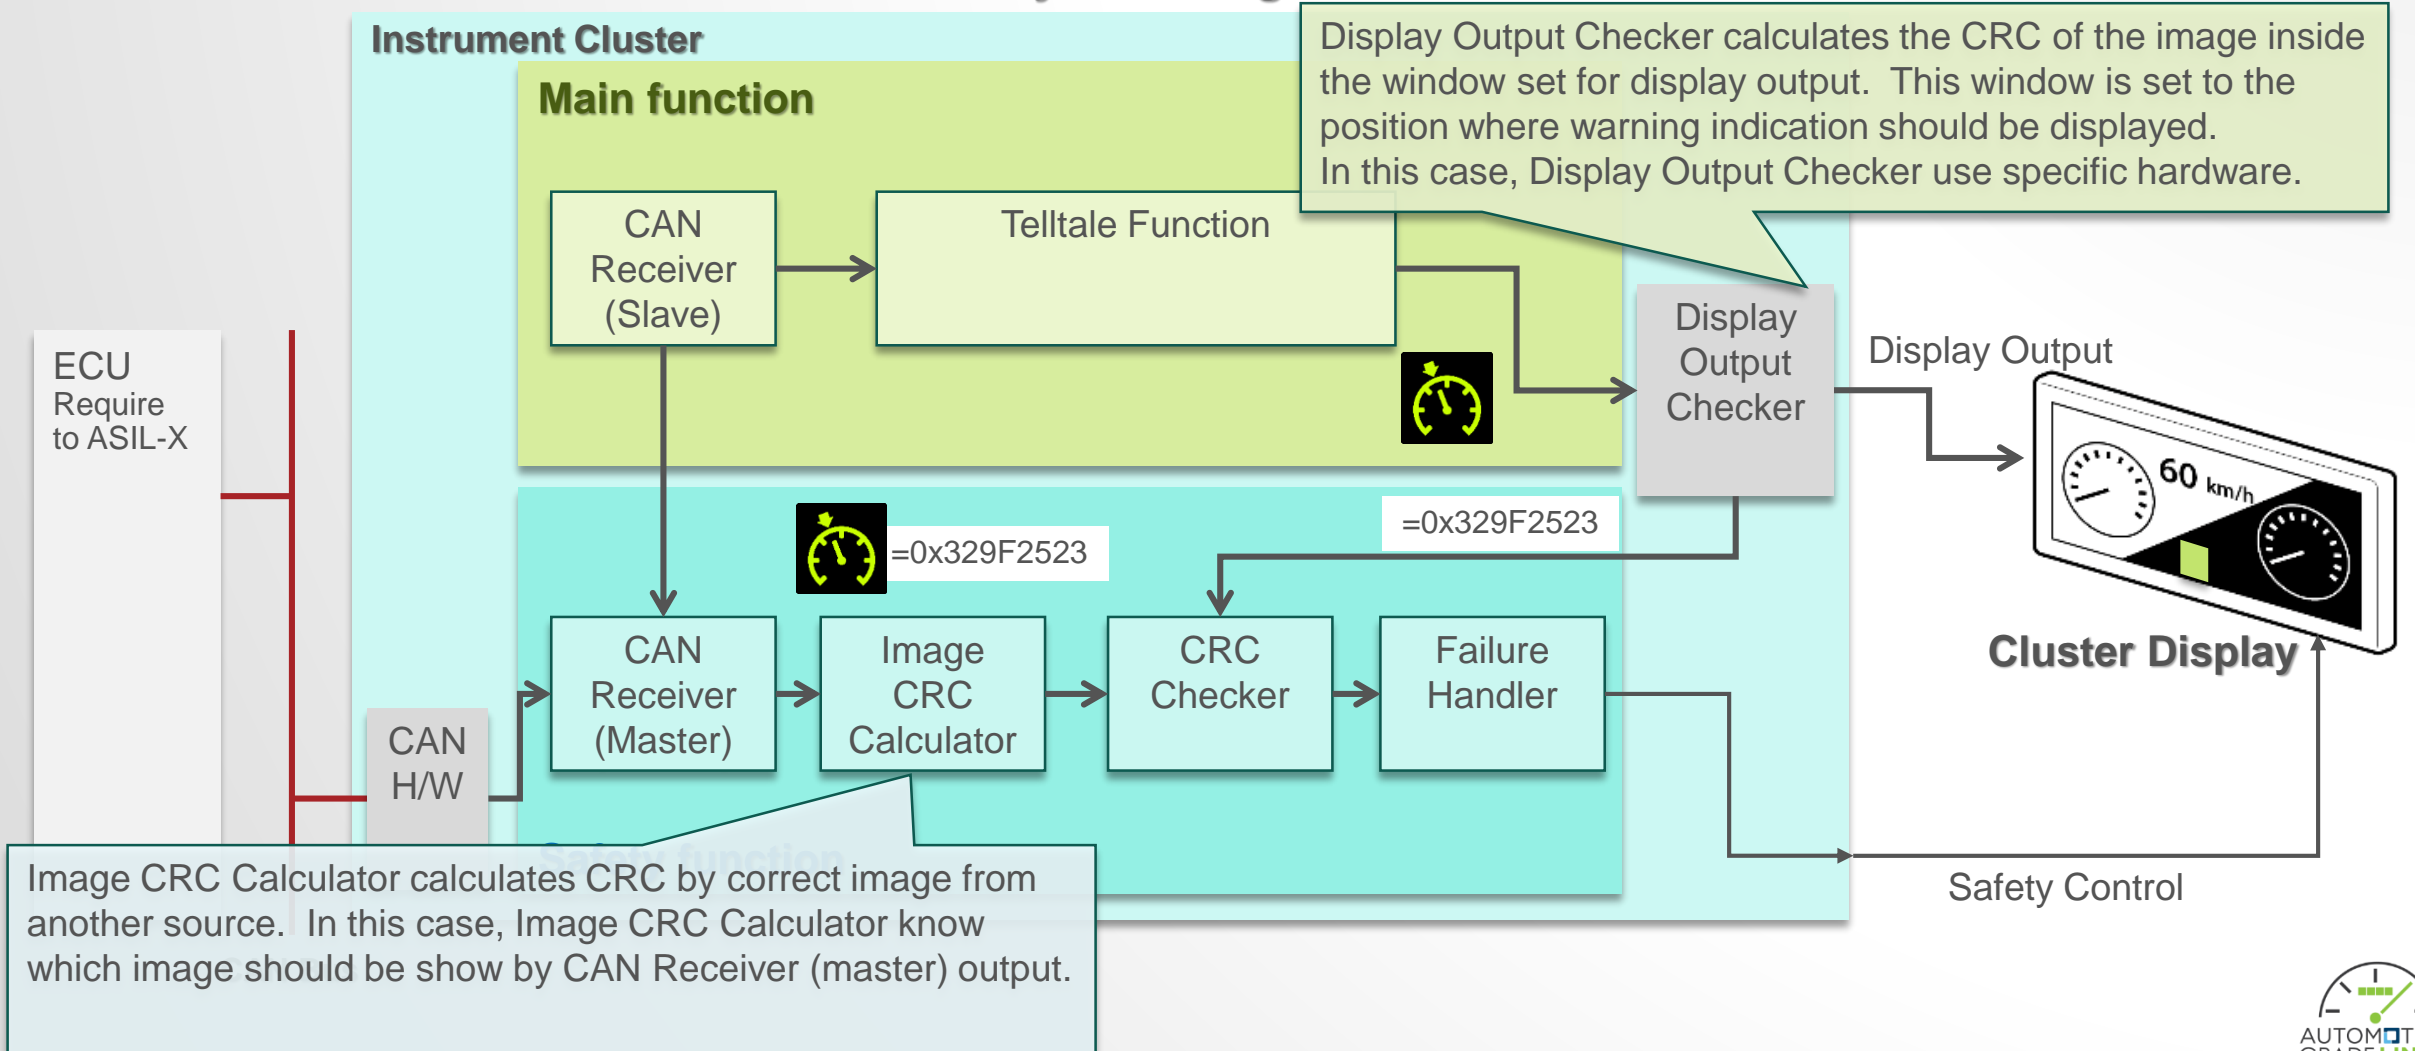 Instrument Cluster
Main function
Display Output Checker calculates the CRC of the image inside
the window set for display output.  This window is set to the
position where warning indication should be displayed.
In this case, Display Output Checker use specific hardware.
CAN
Receiver
(Slave)
Telltale Function
ECU
Require
to ASIL-X
Display
Output
Checker
Display Output
60 km/h
=0x329F2523
=0x329F2523
CAN
Receiver
(Master)
Image
CRC
Calculator
CRC
Checker
Failure
Handler
Cluster Display
CAN
H/W
Safety function
Image CRC Calculator calculates CRC by correct image from
another source.  In this case, Image CRC Calculator know
which image should be show by CAN Receiver (master) output.
Safety Control